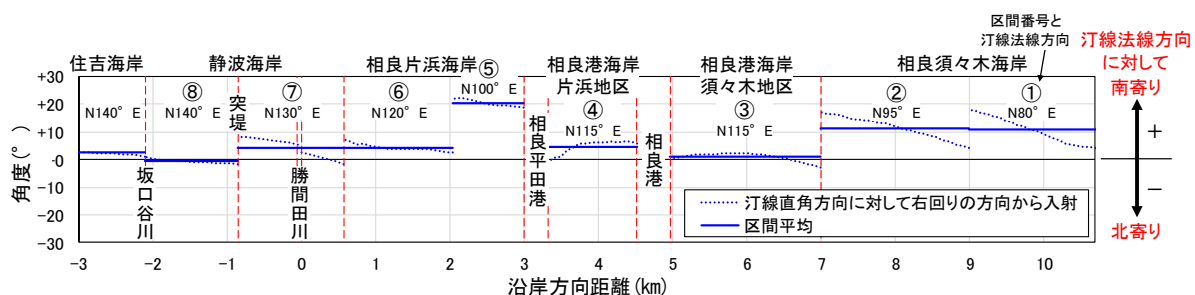 区間番号と
汀線法線方向
汀線法線方向
に対して
南寄り
+
−
北寄り
住吉海岸
静波海岸
相良片浜海岸
相良港海岸
片浜地区
相良港海岸
須々木地区
相良須々木海岸
N140°E
⑧
N140°E
突堤
⑦
N130°E
⑥
N120°E
⑤
N100°E
④
N115°E
③
N115°E
②
N95°E
①
N80°E
坂口谷川
勝間田川
相良平田港
相良港
角度(°)
+30
+20
+10
-0
-10
-20
-30
汀線直角方向に対して右回りの方向から入射
区間平均
-3 -2 -1 0 1 2 3 4 5 6 7 8 9 10
沿岸方向距離(km)